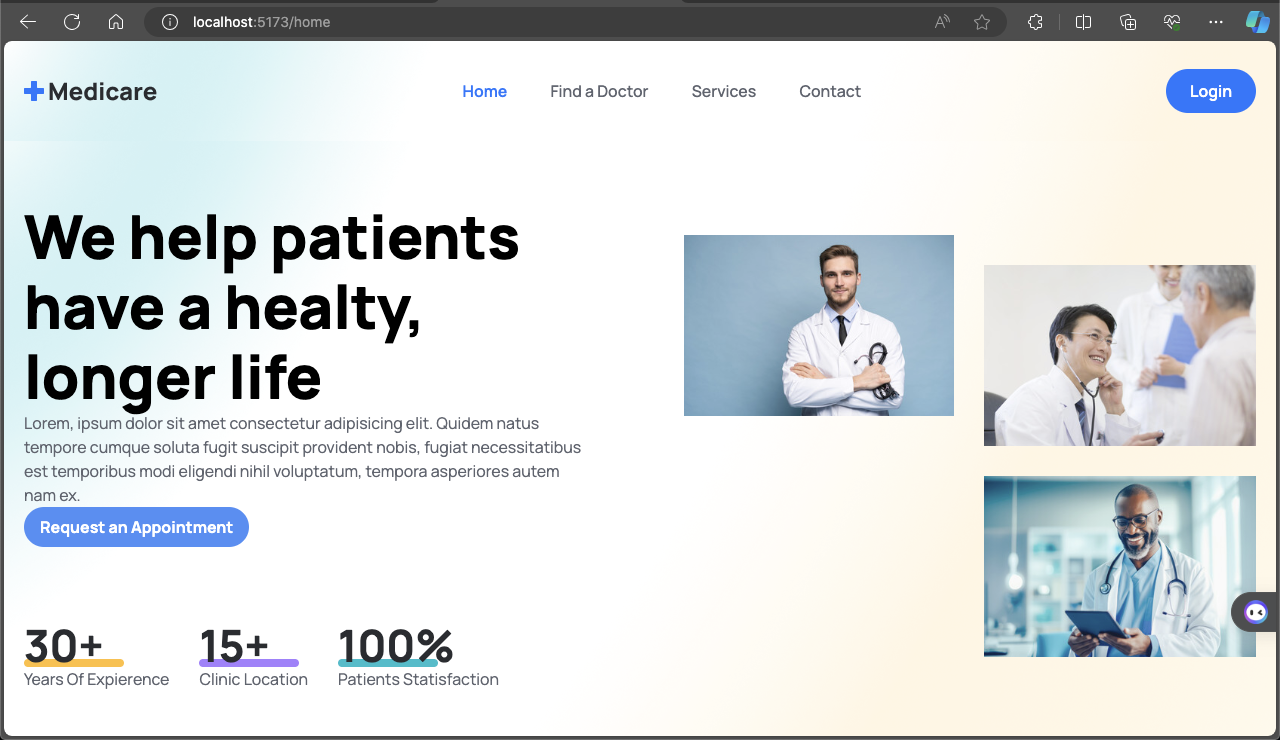 localhost:5173/home
Medicare
Home
Find a Doctor
Services
Contact
Login
We help patients
have a healty,
longer life
Lorem, ipsum dolor sit amet consectetur adipisicing elit. Quidem natus
tempore cumque soluta fugit suscipit provident nobis, fugiat necessitatibus
est temporibus modi eligendi nihil voluptatum, tempora asperiores autem
nam ex.
Request an Appointment
30+
Years Of Expierence
15+
Clinic Location
100%
Patients Statisfaction